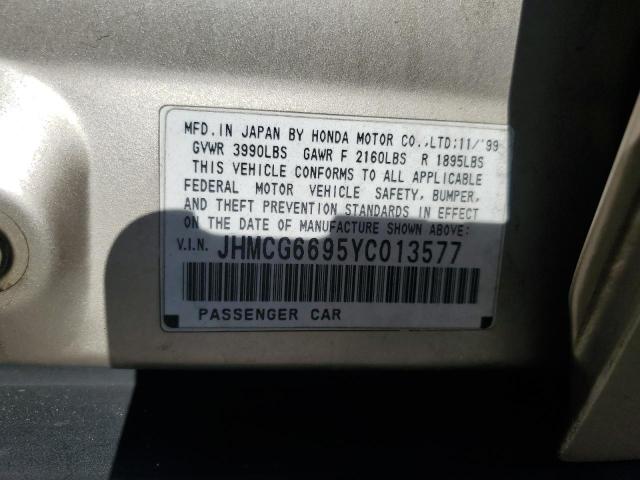 MFD.IN JAPAN BY HONDA MOTOR CO.,LTD:11/'99
GVWR 3990LBS GAWR F 2160LBS R 1895LBS
THIS VEHICLE CONFORMS TO ALL APPLICABLE
FEDERAL MOTOR VEHICLE SAFETY, BUMPER,
AND THEFT PREVENTION STANDARDS IN EFFECT
ON THE DATE OF MANUFACTURE SHOWN ABOVE:
V.I.N. JHMCG6695YC013577
PASSENGER CAR